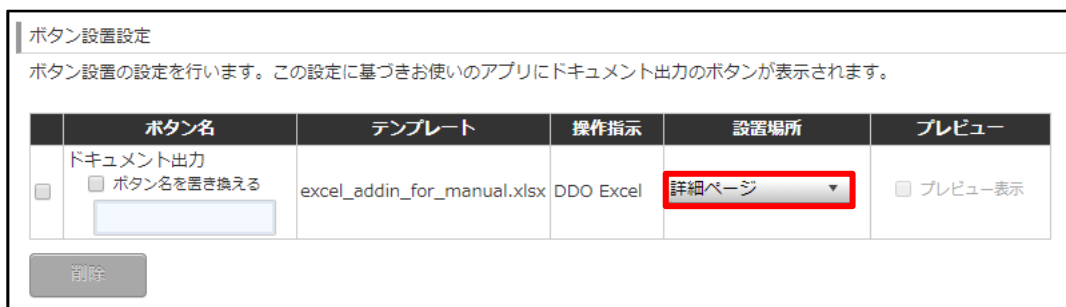 ボタン設置設定
ボタン設置の設定を行います。この設定に基づきお使いのアプリにドキュメント出力のボタンが表示されます。
ボタン名 テンプレート 操作指示 設置場所 プレビュー
ドキュメント出力
ボタン名を置き換える
excel_addin_for_manual.xlsx DDO Excel 詳細ページ プレビュー表示
削除